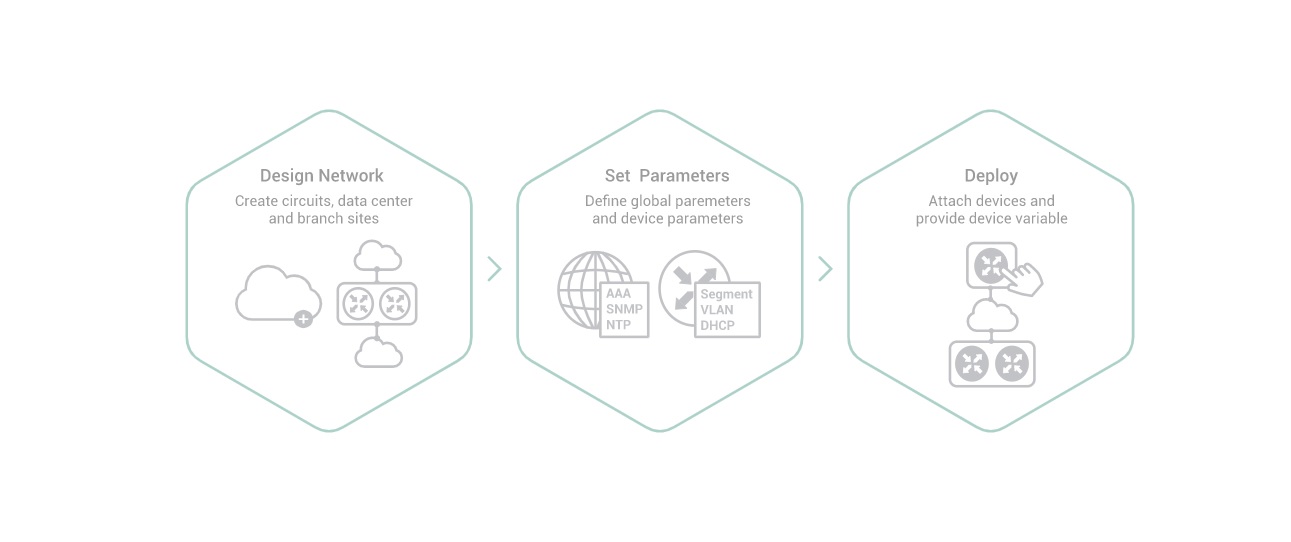 Design Network
Create circuits, data center
and branch sites
Set  Parameters
Define global paremeters
and device parameters
AAA
SNMP
NTP
Segment
VLAN
DHCP
Deploy
Attach devices and
provide device variable